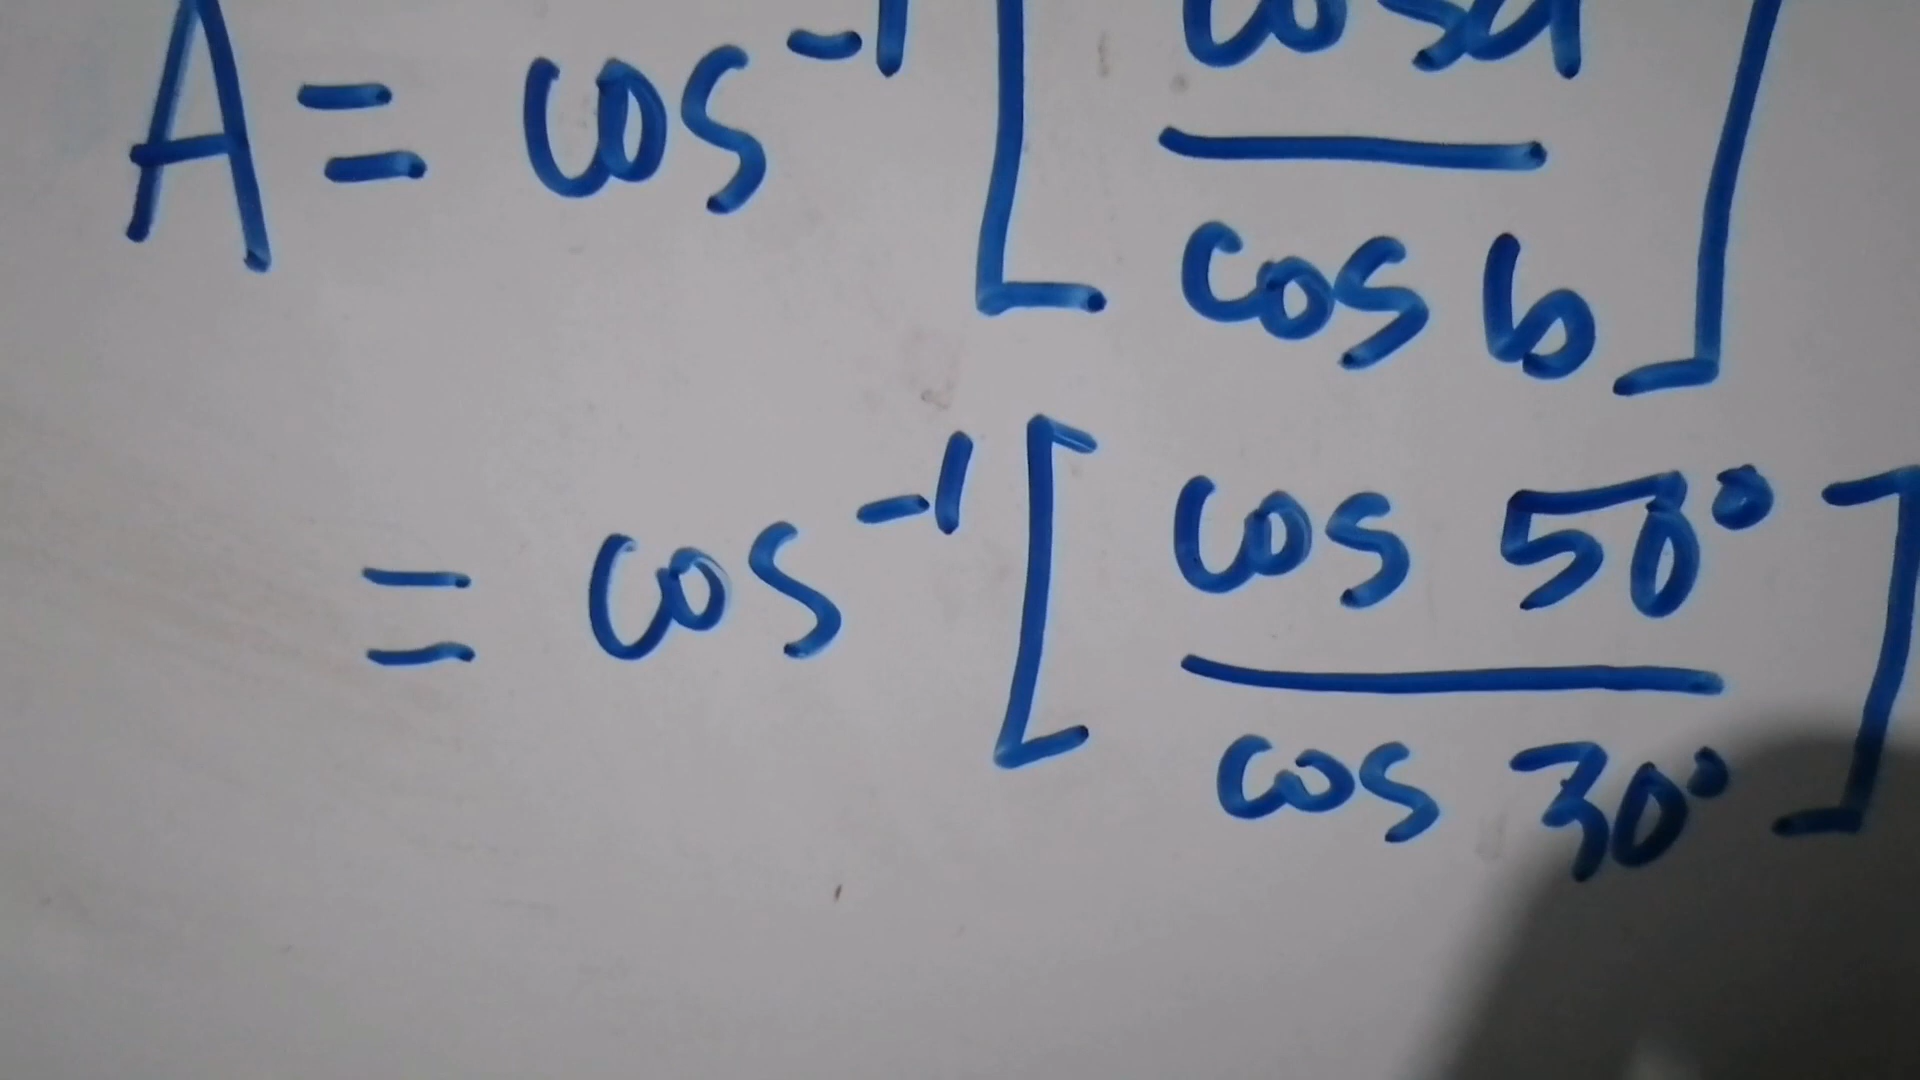 A = cos⁻¹ [ cos a / cos b ]
= cos⁻¹ [ cos 50° / cos 30° ]